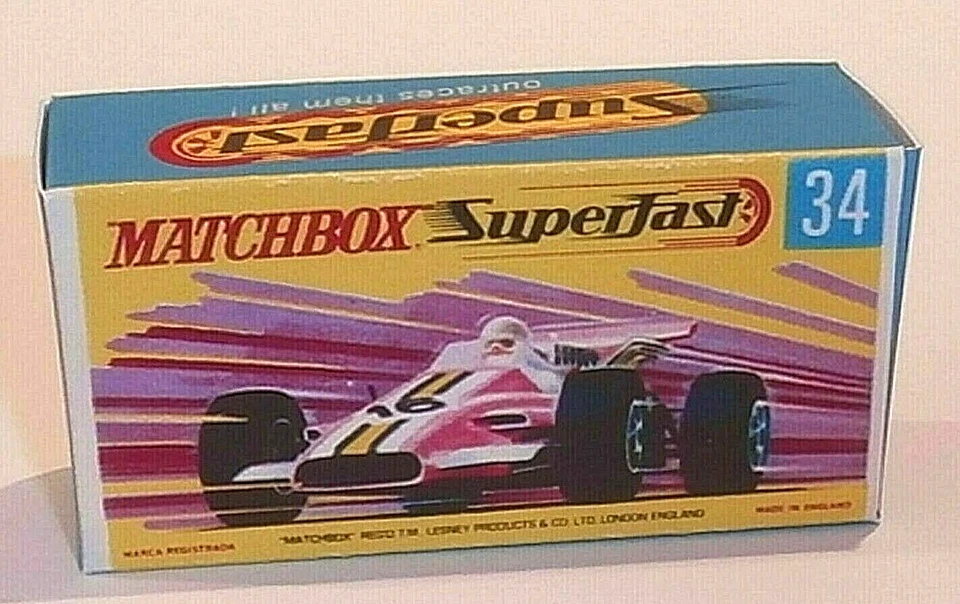 outraces them all!
Superfast
MATCHBOX Superfast 34
16
"MATCHBOX" REG'D T.M. LESNEY PRODUCTS & CO. LTD. LONDON ENGLAND
MADE IN ENGLAND
MARCA REGISTRADA